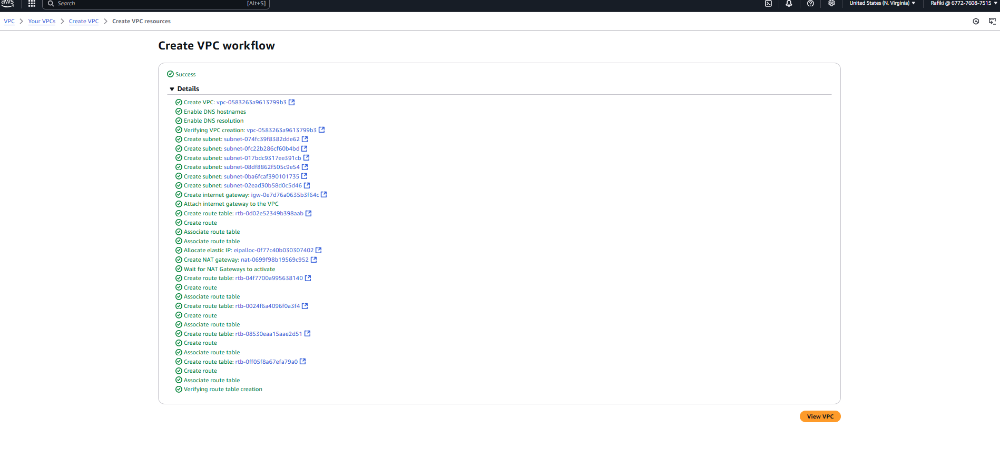 aws
Search [Alt+S]
United States (N. Virginia) Rafiki @ 6772-7608-7515
VPC Your VPCs Create VPC Create VPC resources
Create VPC workflow
Success
Details
Create VPC: vpc-0583263a9613799b3
Enable DNS hostnames
Enable DNS resolution
Verifying VPC creation: vpc-0583263a9613799b3
Create subnet: subnet-074fc39f8382dde62
Create subnet: subnet-0fc22b286cf60b4bd
Create subnet: subnet-017bdc9317ee391cb
Create subnet: subnet-08df8862f505c9e54
Create subnet: subnet-0ba6fcaf390101735
Create subnet: subnet-02ead30b58d0c5d46
Create internet gateway: igw-0e7d76a0635b3f64c
Attach internet gateway to the VPC
Create route table: rtb-0d02e52349b398aab
Create route
Associate route table
Associate route table
Allocate elastic IP: eipalloc-0f77c40b030307402
Create NAT gateway: nat-0699f98b19569c952
Wait for NAT Gateways to activate
Create route table: rtb-04f7700a995638140
Create route
Associate route table
Create route table: rtb-0024f6a4096f0a3f4
Create route
Associate route table
Create route table: rtb-08530eaa15aae2d51
Create route
Associate route table
Create route table: rtb-0ff05f8a67efa79a0
Create route
Associate route table
Verifying route table creation
View VPC